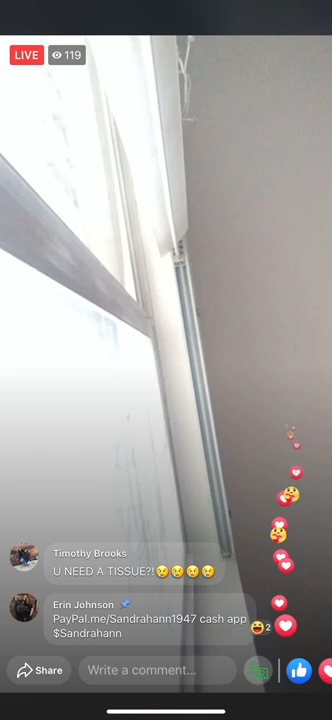 LIVE 119
Timothy Brooks
U NEED A TISSUE?!😢😢😢😢
Erin Johnson
PayPal.me/Sandrahann1947 cash app
$Sandrahann
2
Share
Write a comment...